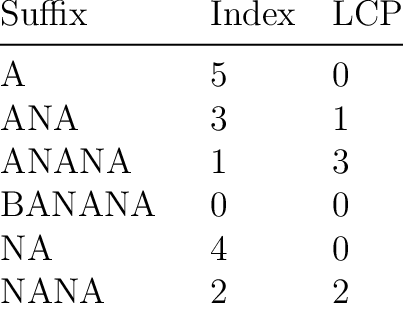 Suffix Index LCP
A 5 0
ANA 3 1
ANANA 1 3
BANANA 0 0
NA 4 0
NANA 2 2